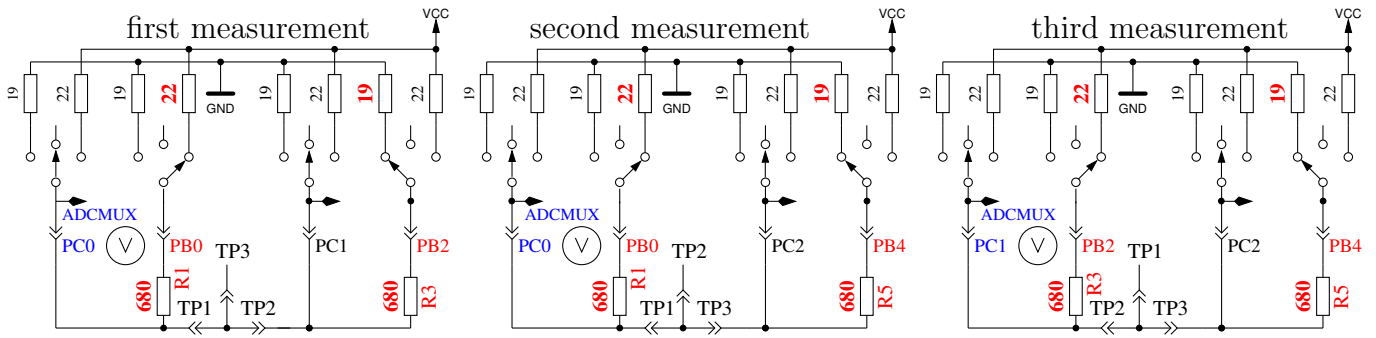 first measurement
VCC
19
22
19
22
GND
19
22
19
22
ADCMUX
PC0
V
PB0
PC1
PB2
TP3
680
R1
TP1
TP2
680
R3
second measurement
VCC
19
22
19
22
GND
19
22
19
22
ADCMUX
PC0
V
PB0
PC2
PB4
TP2
680
R1
TP1
TP3
680
R5
third measurement
VCC
19
22
19
22
GND
19
22
19
22
ADCMUX
PC1
V
PB2
PC2
PB4
TP1
680
R3
TP2
TP3
680
R5